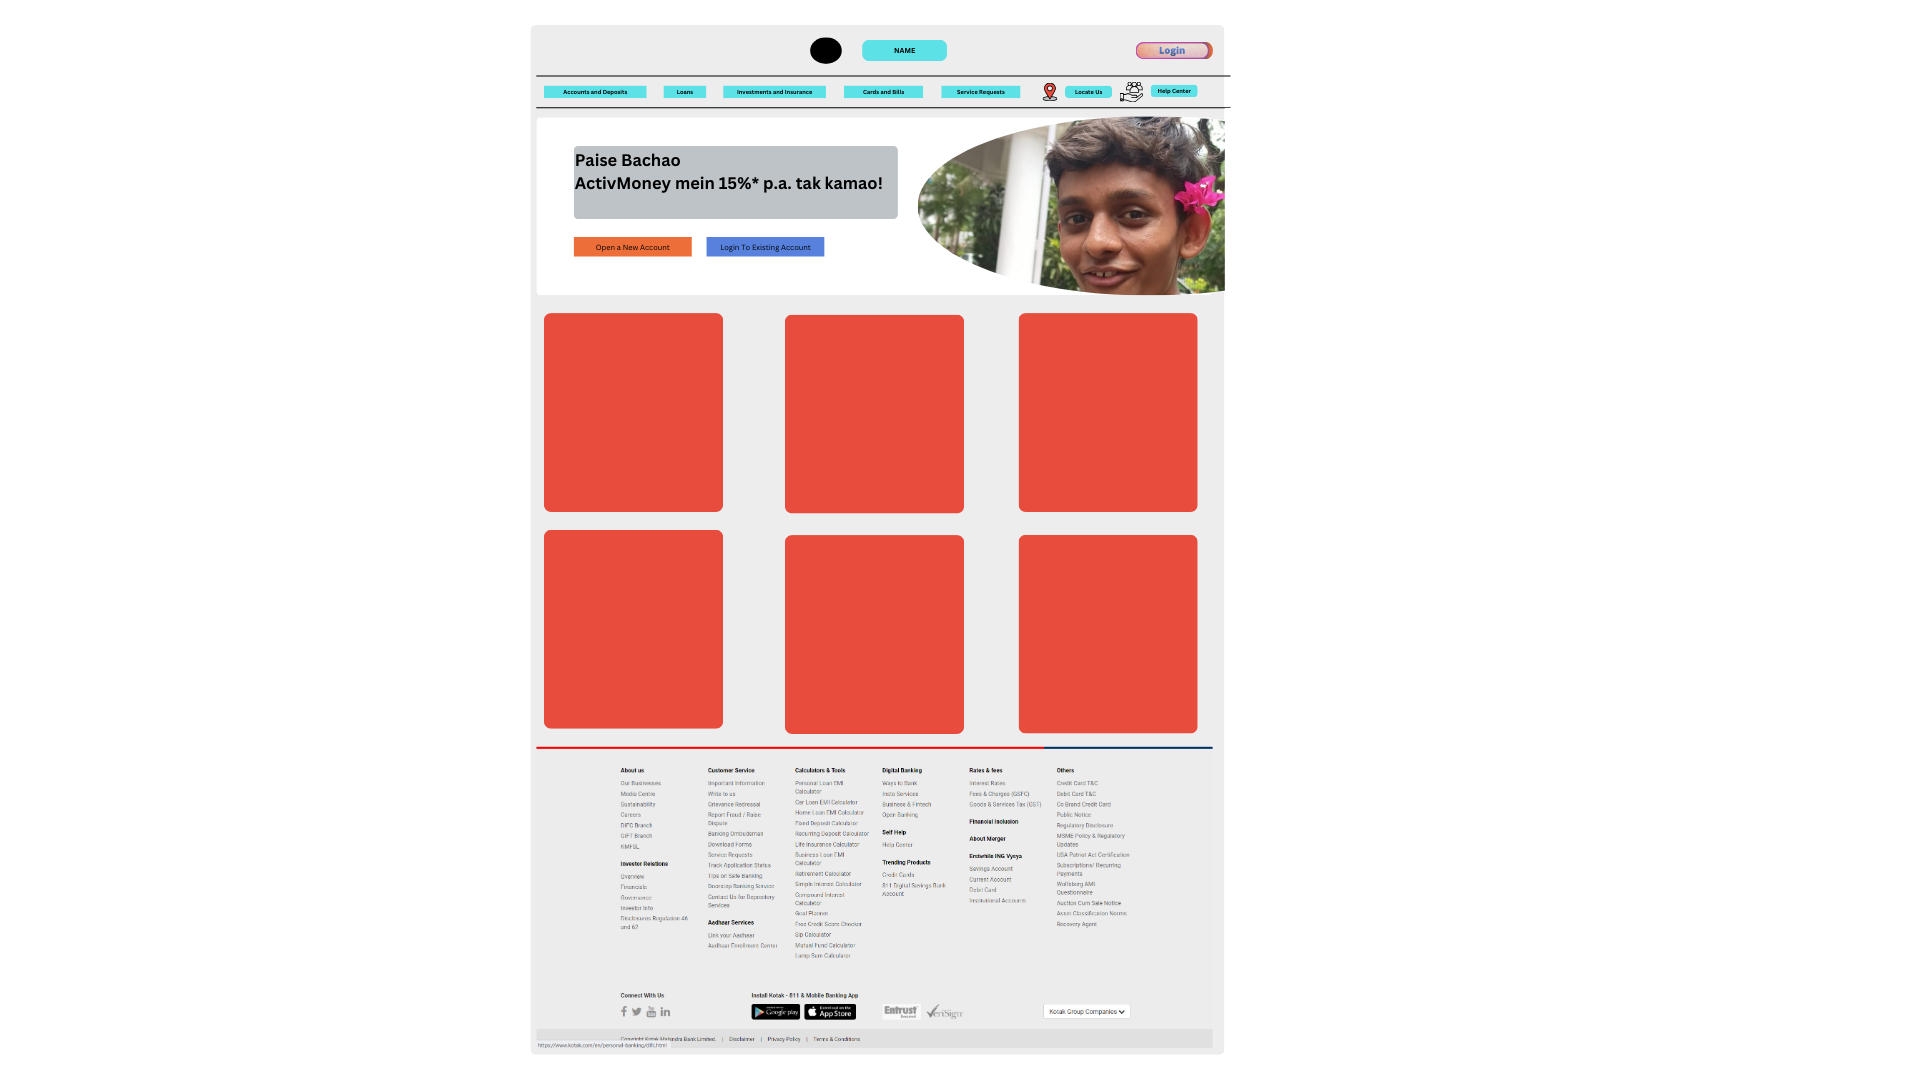 NAME
Login
Accounts and Deposits
Loans
Investments and Insurance
Cards and Bills
Service Requests
Locate Us
Help Center
Paise Bachao
ActivMoney mein 15%* p.a. tak kamao!
Open a New Account
Login To Existing Account
About us
Our Businesses
Media Centre
Sustainability
Careers
DIFC Branch
GIFT Branch
KMFSL
Investor Relations
Overview
Financials
Governance
Investor Info
Disclosures Regulation 46
and 62
Customer Service
Important Information
Write to us
Grievance Redressal
Report Fraud / Raise
Dispute
Banking Ombudsman
Download Forms
Service Requests
Track Application Status
Tips on Safe Banking
Doorstep Banking Service
Contact Us for Depository
Services
Aadhaar Services
Link your Aadhaar
Aadhaar Enrollment Center
Calculators & Tools
Personal Loan EMI
Calculator
Car Loan EMI Calculator
Home Loan EMI Calculator
Fixed Deposit Calculator
Recurring Deposit Calculator
Life Insurance Calculator
Business Loan EMI
Calculator
Retirement Calculator
Simple Interest Calculator
Compound Interest
Calculator
Goal Planner
Free Credit Score Checker
Sip Calculator
Mutual Fund Calculator
Lump Sum Calculator
Digital Banking
Ways to Bank
Insta Services
Business & Fintech
Open Banking
Self Help
Help Center
Trending Products
Credit Cards
811 Digital Savings Bank
Account
Rates & fees
Interest Rates
Fees & Charges (GSFC)
Goods & Services Tax (GST)
Financial Inclusion
About Merger
Erstwhile ING Vysya
Savings Account
Current Account
Debit Card
Institutional Accounts
Others
Credit Card T&C
Debit Card T&C
Co Brand Credit Card
Public Notice
Regulatory Disclosure
MSME Policy & Regulatory
Updates
USA Patriot Act Certification
Subscriptions/ Recurring
Payments
Wolfsberg AML
Questionnaire
Auction Cum Sale Notice
Asset Classification Norms
Recovery Agent
Connect With Us
Install Kotak - 811 & Mobile Banking App
Google play
App Store
Entrust
VeriSign
Kotak Group Companies
Copyright Kotak Mahindra Bank Limited. | Disclaimer | Privacy Policy | Terms & Conditions
https://www.kotak.com/en/personal-banking/difc.html